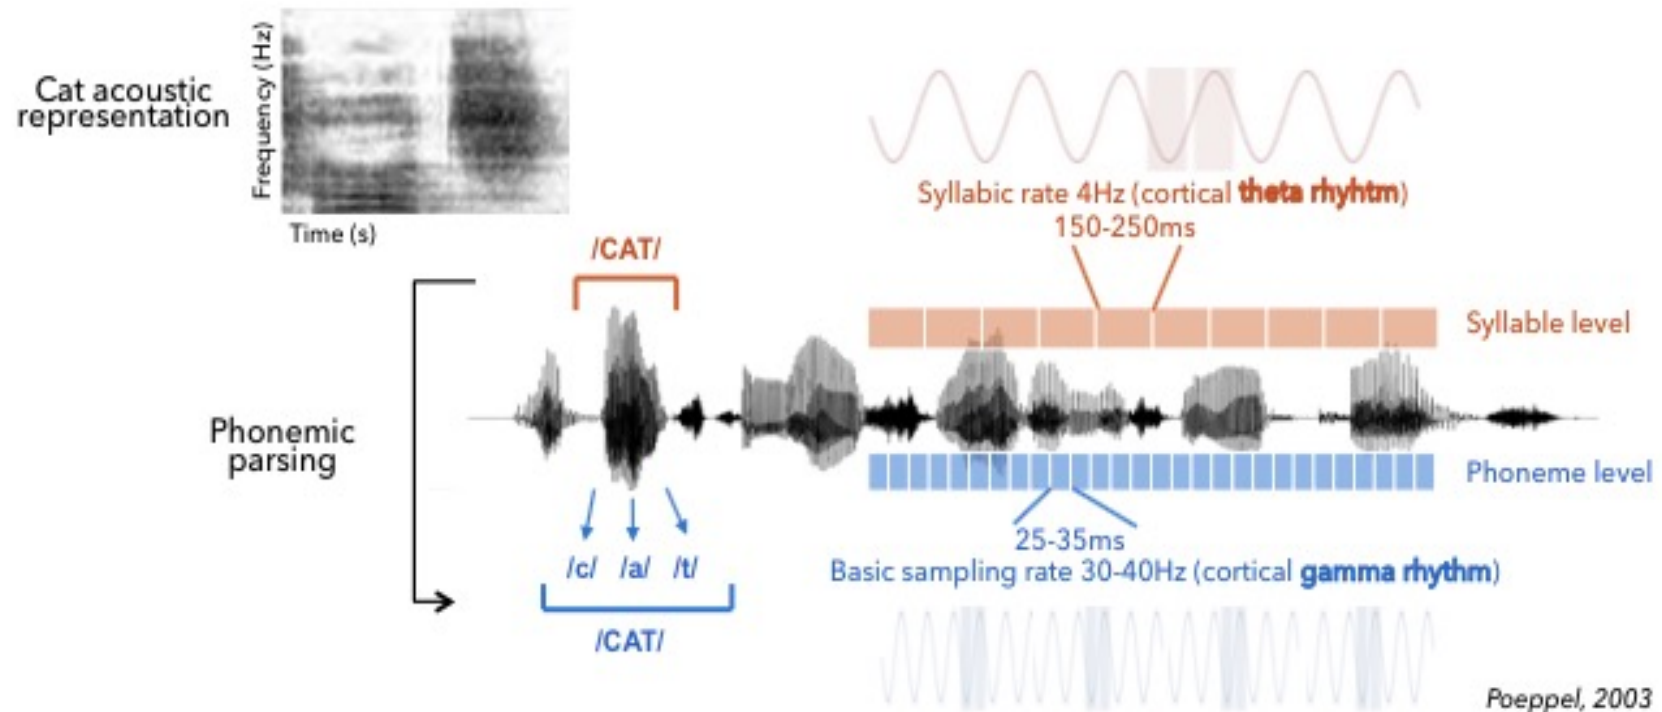 Cat acoustic
representation
Frequency (Hz)
Time (s)
Syllabic rate 4Hz (cortical theta rhyhtm)
150-250ms
/CAT/
Syllable level
Phonemic
parsing
Phoneme level
/c/ /a/ /t/
/CAT/
25-35ms
Basic sampling rate 30-40Hz (cortical gamma rhythm)
Poeppel, 2003